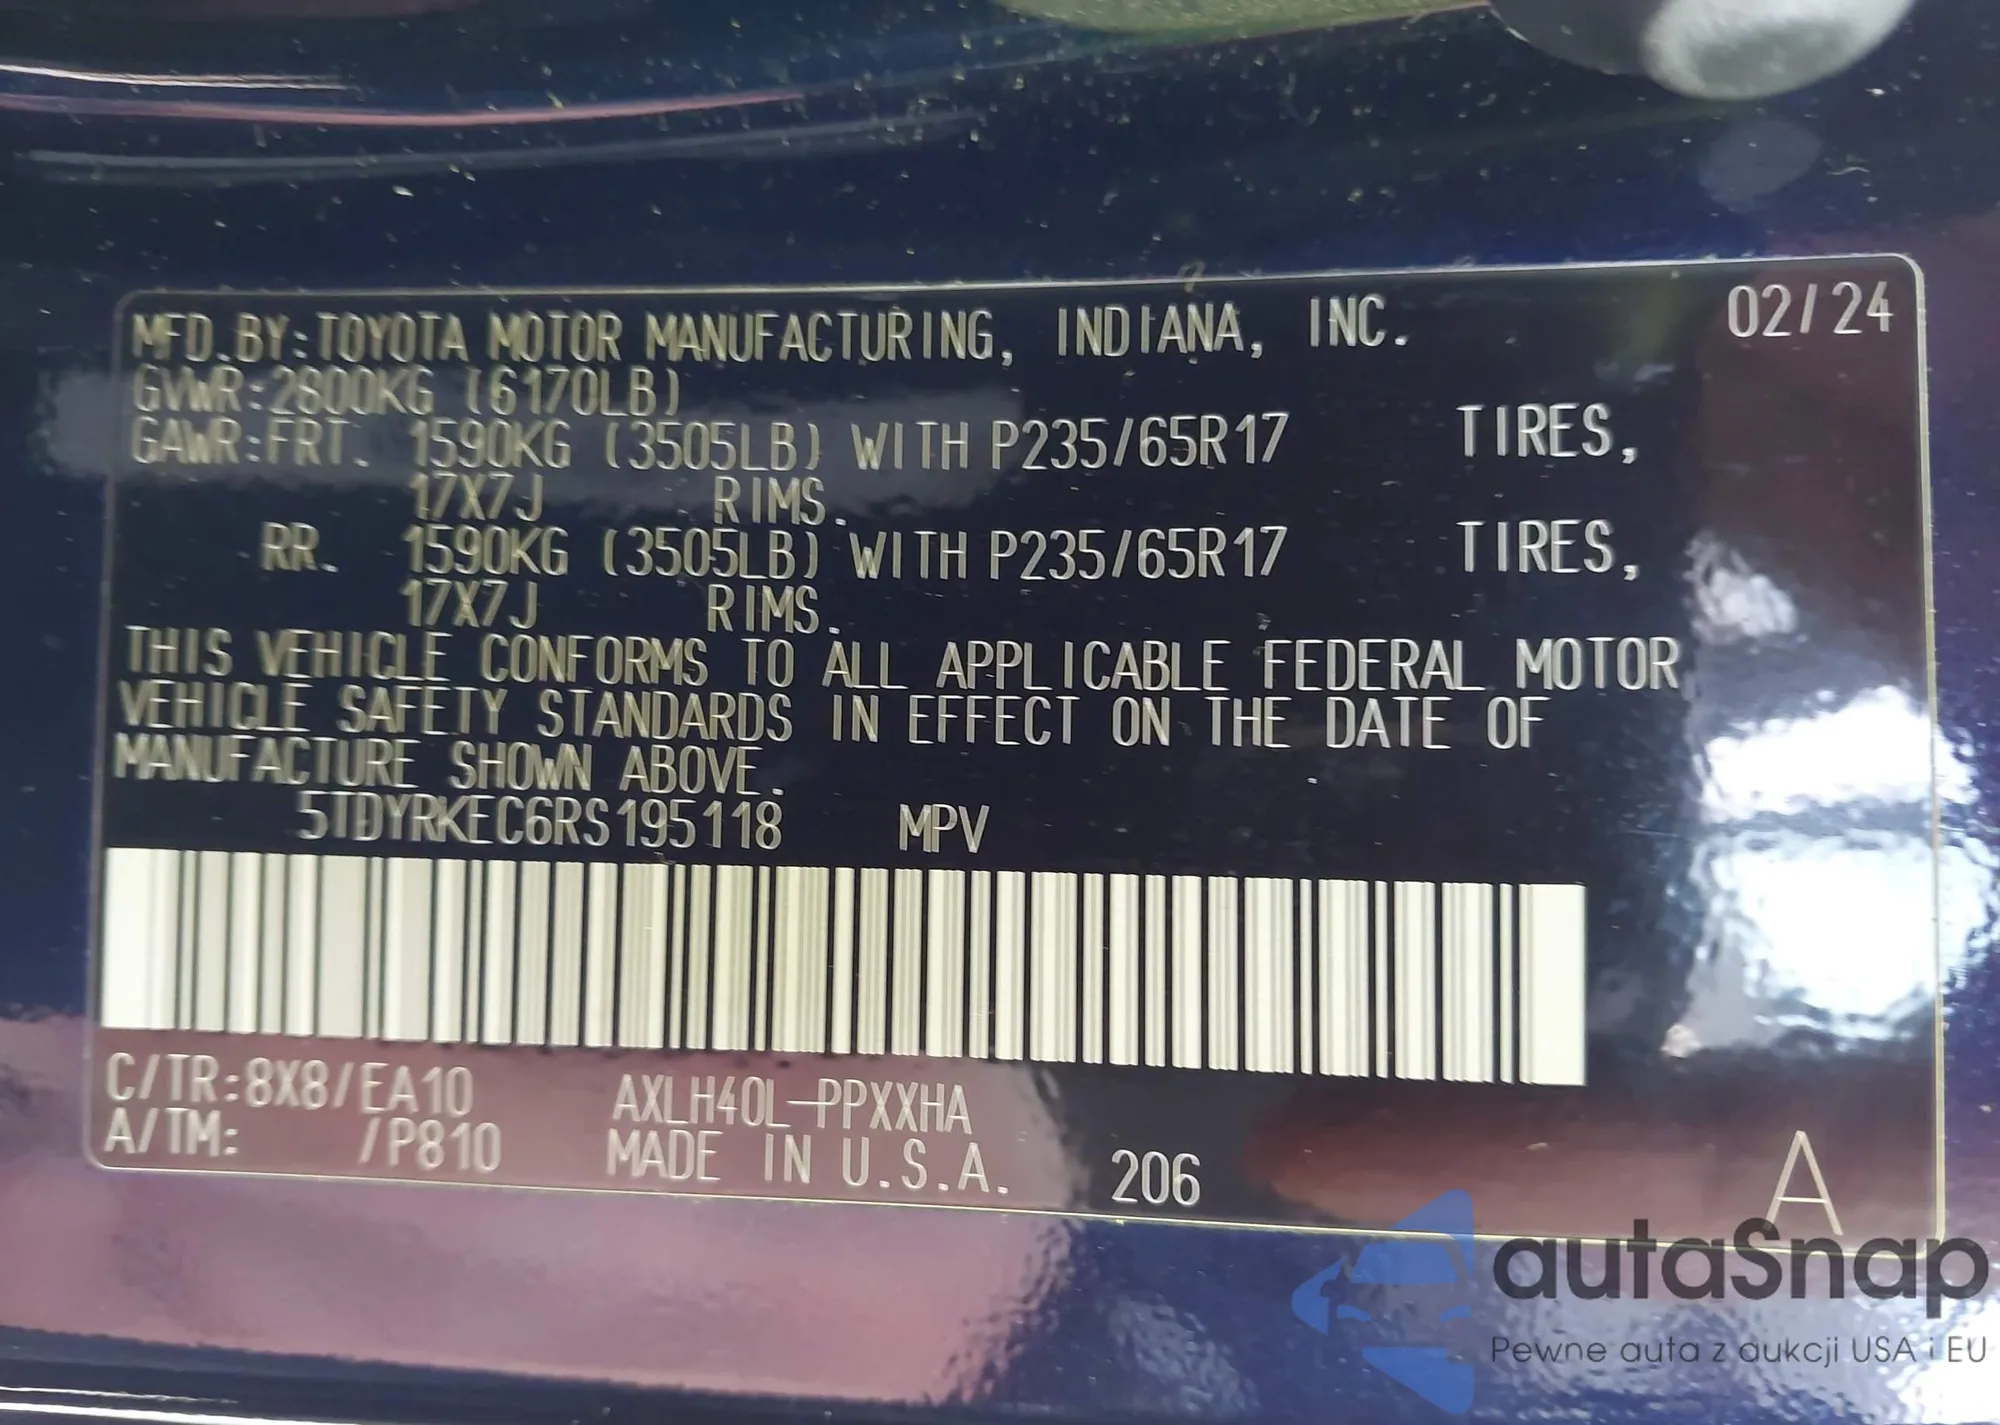 MFD.BY:TOYOTA MOTOR MANUFACTURING, INDIANA, INC. 02/24
GVWR:2800KG (6170LB)
GAWR:FRT. 1590KG (3505LB) WITH P235/65R17 TIRES,
17X7J RIMS.
RR. 1590KG (3505LB) WITH P235/65R17 TIRES,
17X7J RIMS.
THIS VEHICLE CONFORMS TO ALL APPLICABLE FEDERAL MOTOR
VEHICLE SAFETY STANDARDS IN EFFECT ON THE DATE OF
MANUFACTURE SHOWN ABOVE.
5TDYRKEC6RS195118 MPV
C/TR:8X8/EA10 AXLH40L-PPXXHA
A/TM: /P810 MADE IN U.S.A. 206 A
autaSnap
Pewne auta z aukcji USA i EU